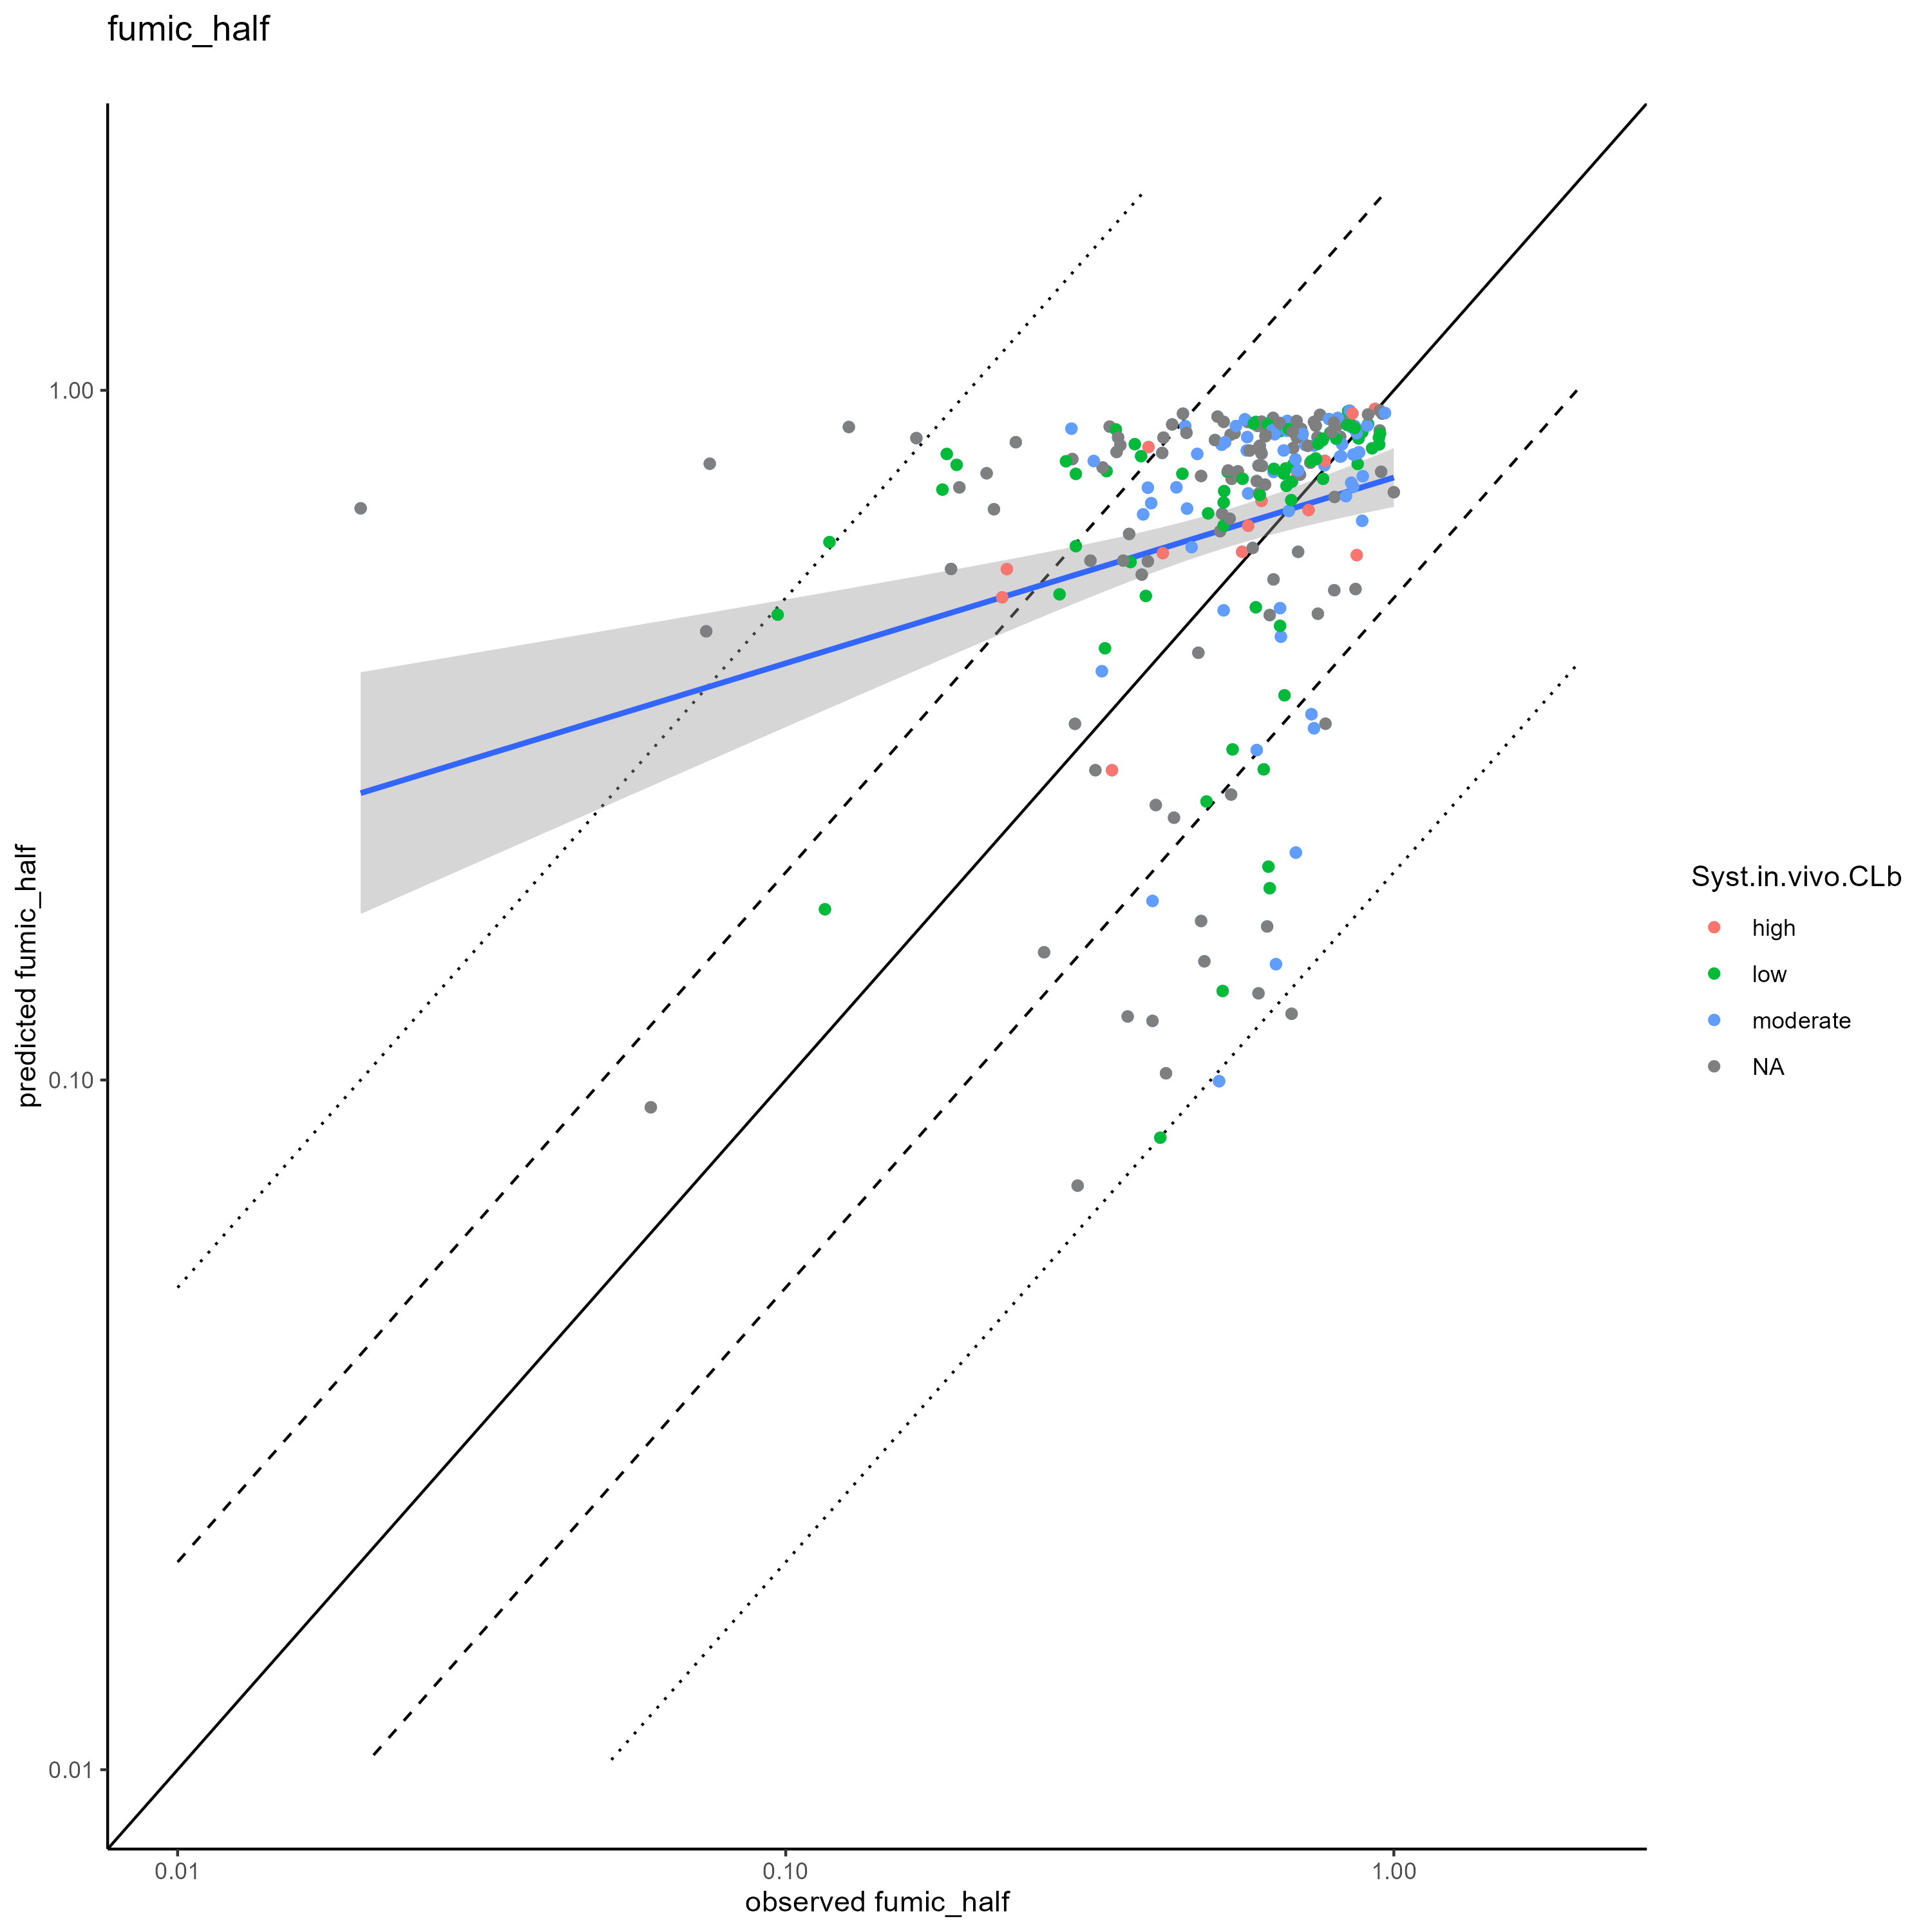 fumic_half
1.00
0.10
0.01
predicted fumic_half
0.01
0.10
1.00
observed fumic_half
Syst.in.vivo.CLb
high
low
moderate
NA